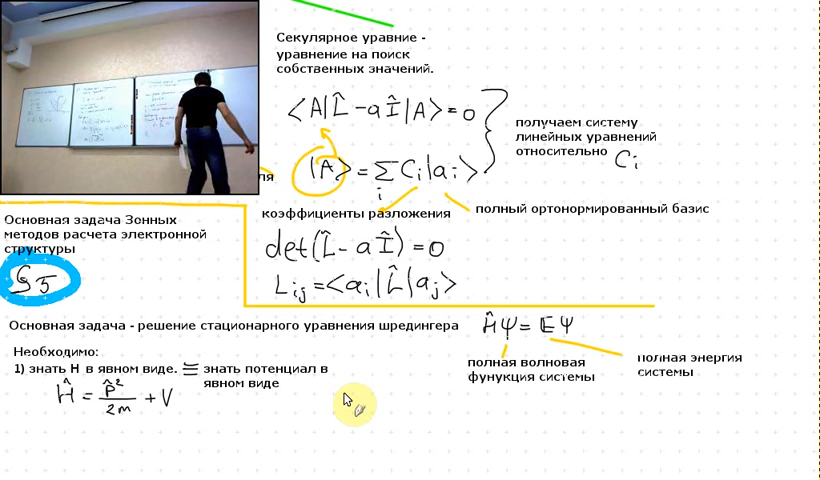 Секулярное уравние -
уравнение на поиск
собственных значений.
⟨A|L̂ - aÎ|A⟩ = 0
|A⟩ = Σ Cᵢ|aᵢ⟩
i
получаем систему
линейных уравнений
относительно Cᵢ
коэффициенты разложения
полный ортонормированный базис
det(L̂ - aÎ) = 0
Lᵢⱼ = ⟨aᵢ|L̂|aⱼ⟩
ля
Основная задача Зонных
методов расчета электронной
структуры
§5
Основная задача - решение стационарного уравнения шредингера
Ĥψ = Eψ
полная волновая
фунукция системы
полная энергия
системы
Необходимо:
1) знать Н в явном виде. ≡ знать потенциал в
явном виде
Ĥ = p̂²/2m + V